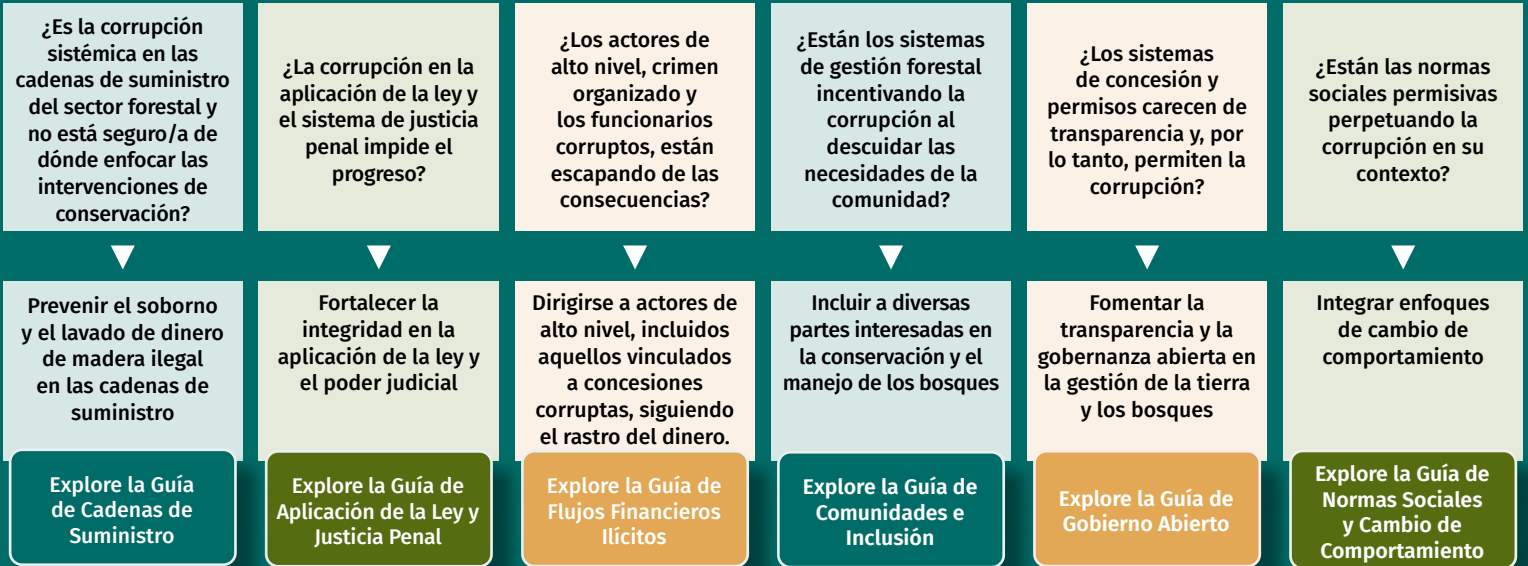 ¿Es la corrupción
sistémica en las
cadenas de suministro
del sector forestal y
no está seguro/a de
dónde enfocar las
intervenciones de
conservación?
¿La corrupción en la
aplicación de la ley y
el sistema de justicia
penal impide el
progreso?
¿Los actores de
alto nivel, crimen
organizado y
los funcionarios
corruptos, están
escapando de las
consecuencias?
¿Están los sistemas
de gestión forestal
incentivando la
corrupción al
descuidar las
necesidades de la
comunidad?
¿Los sistemas
de concesión y
permisos carecen de
transparencia y, por
lo tanto, permiten la
corrupción?
¿Están las normas
sociales permisivas
perpetuando la
corrupción en su
contexto?
Prevenir el soborno
y el lavado de dinero
de madera ilegal
en las cadenas de
suministro
Fortalecer la
integridad en la
aplicación de la ley y
el poder judicial
Dirigirse a actores de
alto nivel, incluidos
aquellos vinculados
a concesiones
corruptas, siguiendo
el rastro del dinero.
Incluir a diversas
partes interesadas en
la conservación y el
manejo de los bosques
Fomentar la
transparencia y la
gobernanza abierta en
la gestión de la tierra
y los bosques
Integrar enfoques
de cambio de
comportamiento
Explore la Guía
de Cadenas de
Suministro
Explore la Guía de
Aplicación de la Ley y
Justicia Penal
Explore la Guía de
Flujos Financieros
Ilícitos
Explore la Guía de
Comunidades e
Inclusión
Explore la Guía de
Gobierno Abierto
Explore la Guía de
Normas Sociales
y Cambio de
Comportamiento